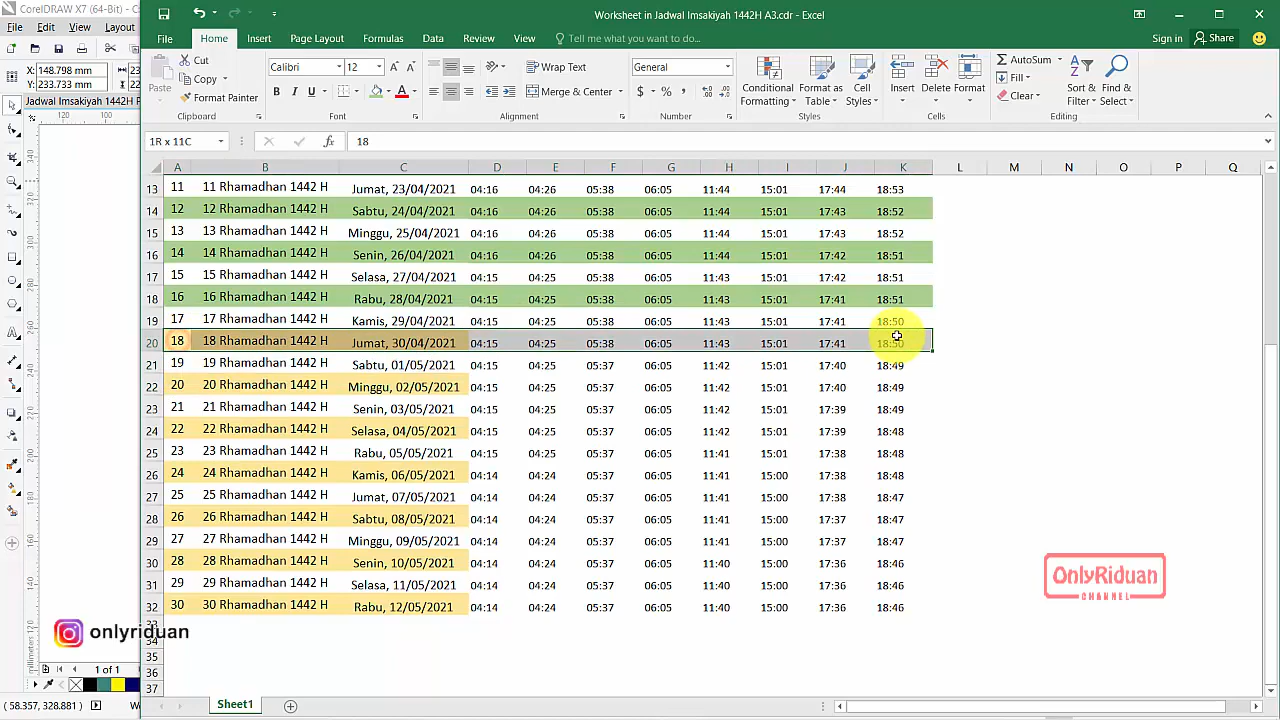 CorelDRAW X7 (64-Bit) -
Worksheet in Jadwal Imsakiyah 1442H A3.cdr - Excel
File Edit View Layout
File Home Insert Page Layout Formulas Data Review View Tell me what you want to do... Sign in Share
X: 148.798 mm
Y: 233.733 mm
Jadwal Imsakiyah 1442H
Paste Cut Copy Format Painter
Calibri 12
B I U A
Wrap Text
Merge & Center
General
$ % ,
Conditional Formatting Format as Table Cell Styles
Insert Delete Format
AutoSum Fill Clear
Sort & Filter Find & Select
Clipboard Font Alignment Number Styles Cells Editing
1R x 11C fx 18
A B C D E F G H I J K L M N O P Q
13 11 11 Rhamadhan 1442 H Jumat, 23/04/2021 04:16 04:26 05:38 06:05 11:44 15:01 17:44 18:53
14 12 12 Rhamadhan 1442 H Sabtu, 24/04/2021 04:16 04:26 05:38 06:05 11:44 15:01 17:43 18:52
15 13 13 Rhamadhan 1442 H Minggu, 25/04/2021 04:16 04:26 05:38 06:05 11:44 15:01 17:43 18:52
16 14 14 Rhamadhan 1442 H Senin, 26/04/2021 04:16 04:26 05:38 06:05 11:44 15:01 17:42 18:51
17 15 15 Rhamadhan 1442 H Selasa, 27/04/2021 04:15 04:25 05:38 06:05 11:43 15:01 17:42 18:51
18 16 16 Rhamadhan 1442 H Rabu, 28/04/2021 04:15 04:25 05:38 06:05 11:43 15:01 17:41 18:51
19 17 17 Rhamadhan 1442 H Kamis, 29/04/2021 04:15 04:25 05:38 06:05 11:43 15:01 17:41 18:50
20 18 18 Rhamadhan 1442 H Jumat, 30/04/2021 04:15 04:25 05:38 06:05 11:43 15:01 17:41 18:50
21 19 19 Rhamadhan 1442 H Sabtu, 01/05/2021 04:15 04:25 05:37 06:05 11:42 15:01 17:40 18:49
22 20 20 Rhamadhan 1442 H Minggu, 02/05/2021 04:15 04:25 05:37 06:05 11:42 15:01 17:40 18:49
23 21 21 Rhamadhan 1442 H Senin, 03/05/2021 04:15 04:25 05:37 06:05 11:42 15:01 17:39 18:49
24 22 22 Rhamadhan 1442 H Selasa, 04/05/2021 04:15 04:25 05:37 06:05 11:42 15:01 17:39 18:48
25 23 23 Rhamadhan 1442 H Rabu, 05/05/2021 04:15 04:25 05:37 06:05 11:42 15:01 17:38 18:48
26 24 24 Rhamadhan 1442 H Kamis, 06/05/2021 04:14 04:24 05:37 06:05 11:41 15:01 17:38 18:48
27 25 25 Rhamadhan 1442 H Jumat, 07/05/2021 04:14 04:24 05:37 06:05 11:41 15:01 17:38 18:47
28 26 26 Rhamadhan 1442 H Sabtu, 08/05/2021 04:14 04:24 05:37 06:05 11:41 15:00 17:37 18:47
29 27 27 Rhamadhan 1442 H Minggu, 09/05/2021 04:14 04:24 05:37 06:05 11:41 15:00 17:37 18:47
30 28 28 Rhamadhan 1442 H Senin, 10/05/2021 04:14 04:24 05:37 06:05 11:40 15:00 17:36 18:46
31 29 29 Rhamadhan 1442 H Selasa, 11/05/2021 04:14 04:24 05:37 06:05 11:40 15:00 17:36 18:46
32 30 30 Rhamadhan 1442 H Rabu, 12/05/2021 04:14 04:24 05:37 06:05 11:40 15:00 17:36 18:46
33
34
35
36
37
OnlyRiduan
CHANNEL
onlyriduan
1 of 1
Sheet1
(58.357, 328.881)